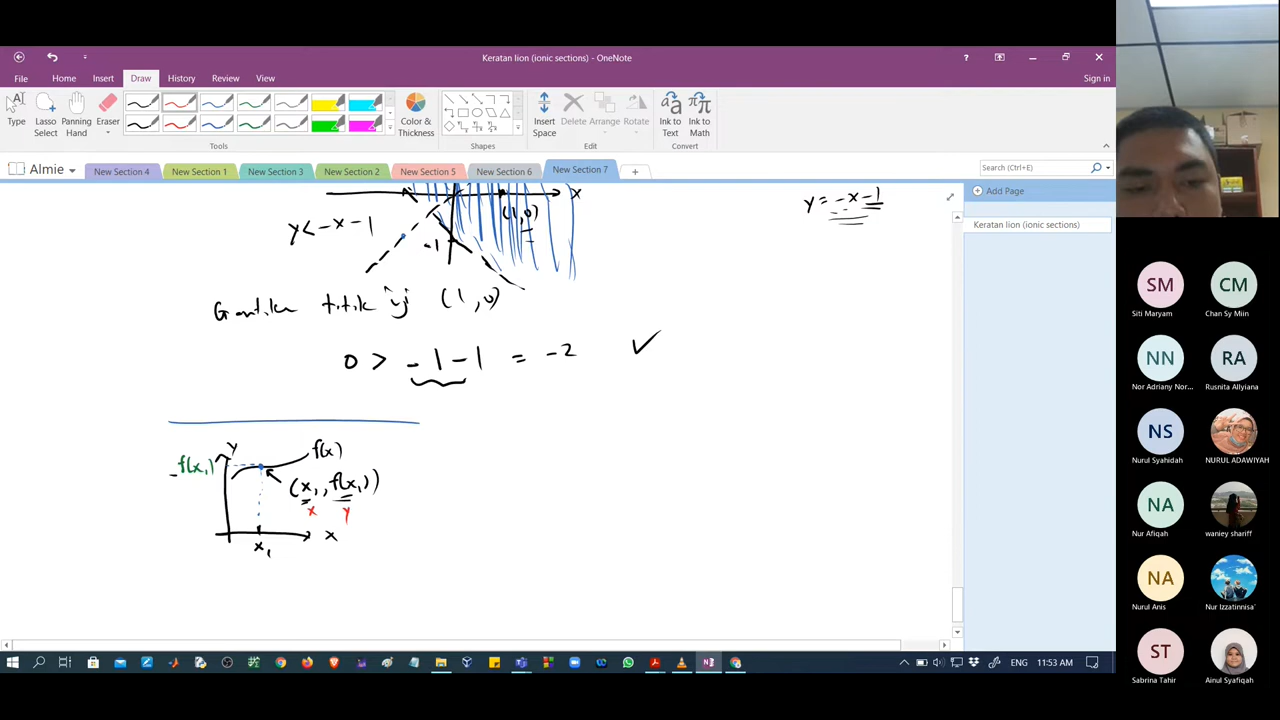 Keratan lion (ionic sections) - OneNote
Sign in
File Home Insert Draw History Review View
Type Lasso Select Panning Hand Eraser
Color & Thickness
Insert Space Delete Arrange Rotate
Ink to Text Ink to Math
Tools Shapes Edit Convert
Almie New Section 4 New Section 1 New Section 3 New Section 2 New Section 5 New Section 6 New Section 7
Search (Ctrl+E)
Add Page
Keratan lion (ionic sections)
x
(1,0)
y = -x -1
y < -x - 1
-1
titik uji (1,0)
0 > -1 -1 = -2 ✓
y f(x)
f(x₁)
(x₁, f(x₁))
x y
x
x₁
SM CM
Siti Maryam Chan Sy Miin
NN RA
Nor Adriany Nor... Rusnita Allyiana
NS
Nurul Syahidah NURUL ADAWIYAH
NA
Nur Afiqah waniey shariff
NA
Nurul Anis Nur Izzatinnisa'
ST
Sabrina Tahir Ainul Syafiqah
ENG 11:53 AM